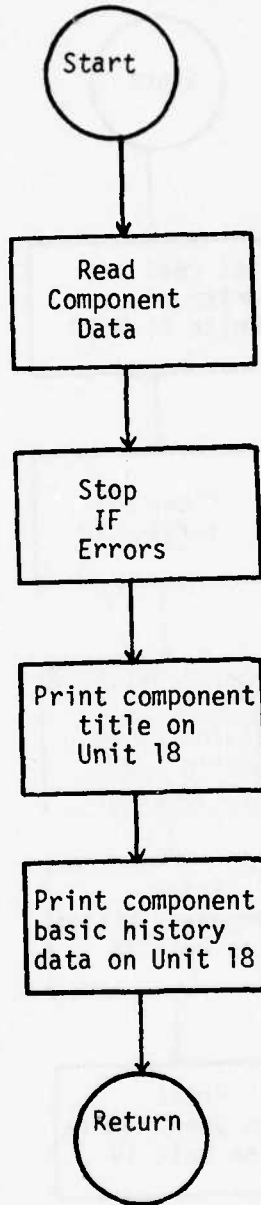 Start
Read
Component
Data
Stop
IF
Errors
Print component
title on
Unit 18
Print component
basic history
data on Unit 18
Return